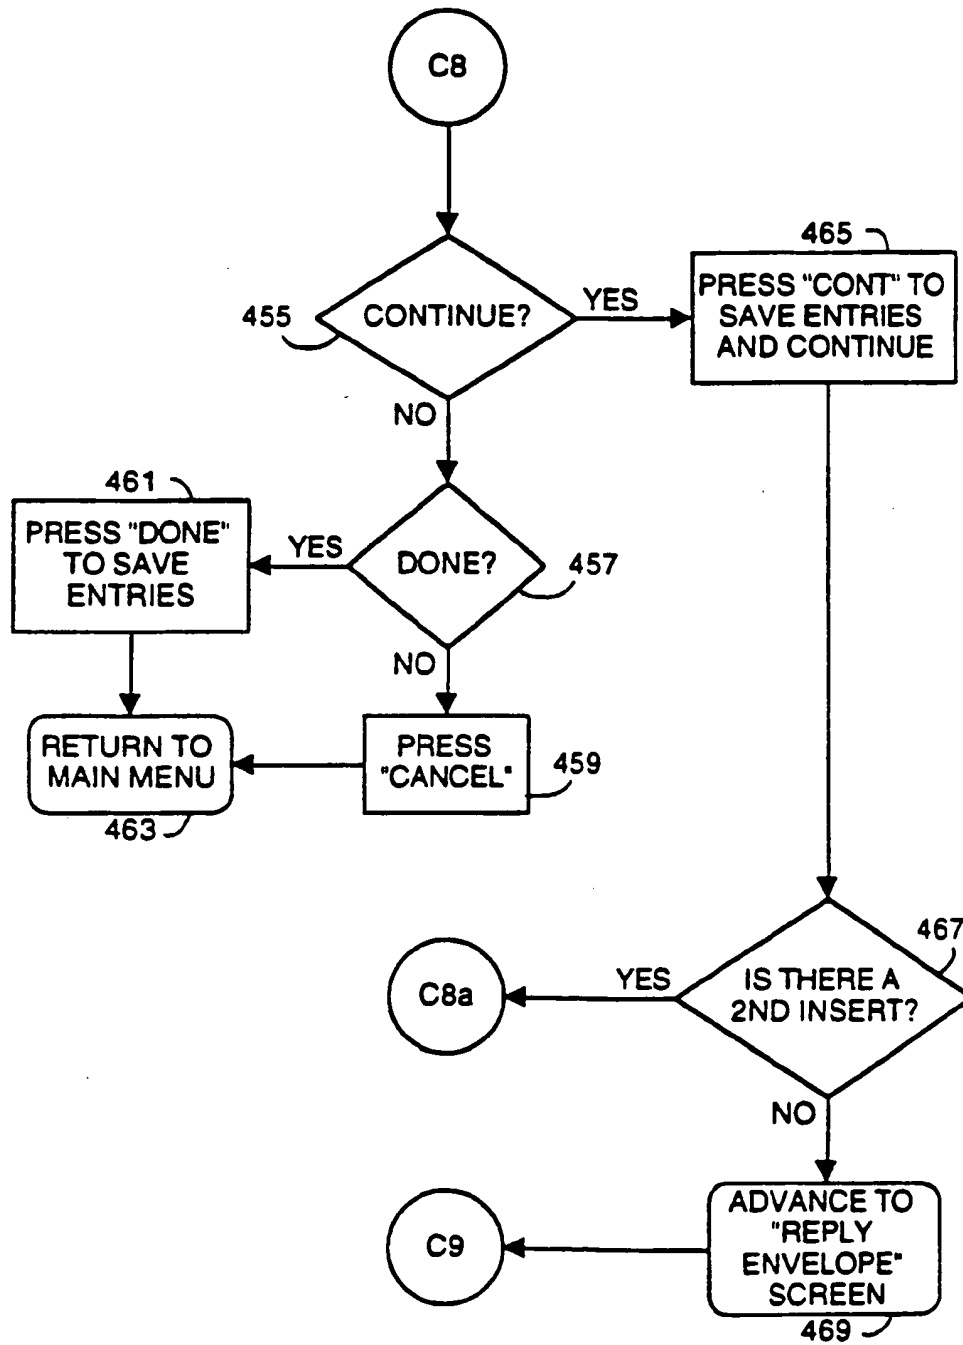 C8
465
PRESS "CONT" TO
SAVE ENTRIES
AND CONTINUE
455
CONTINUE?
YES
NO
461
PRESS "DONE"
TO SAVE
ENTRIES
YES
DONE?
457
NO
RETURN TO
MAIN MENU
463
PRESS
"CANCEL"
459
467
C8a
YES
IS THERE A
2ND INSERT?
NO
C9
ADVANCE TO
"REPLY
ENVELOPE"
SCREEN
469